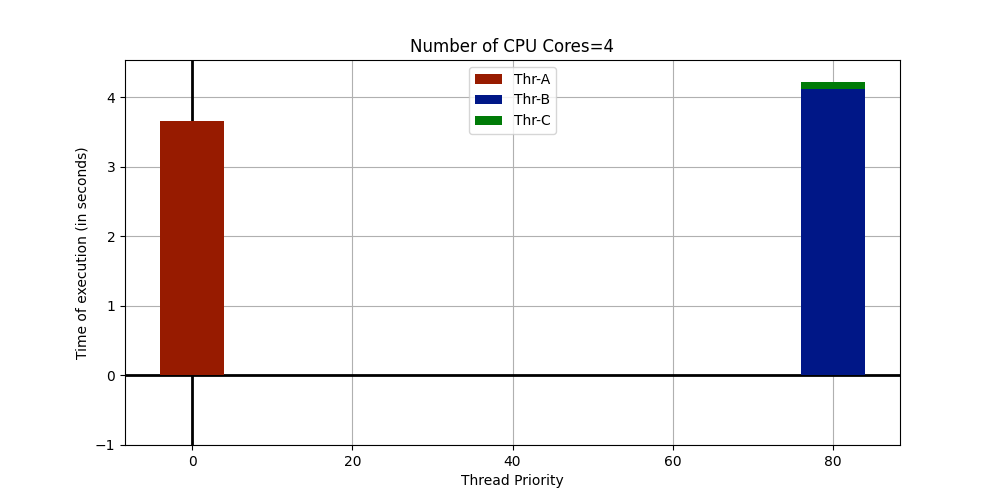 Number of CPU Cores=4
Thr-A
Thr-B
Thr-C
Time of execution (in seconds)
4
3
2
1
0
−1
0 20 40 60 80
Thread Priority